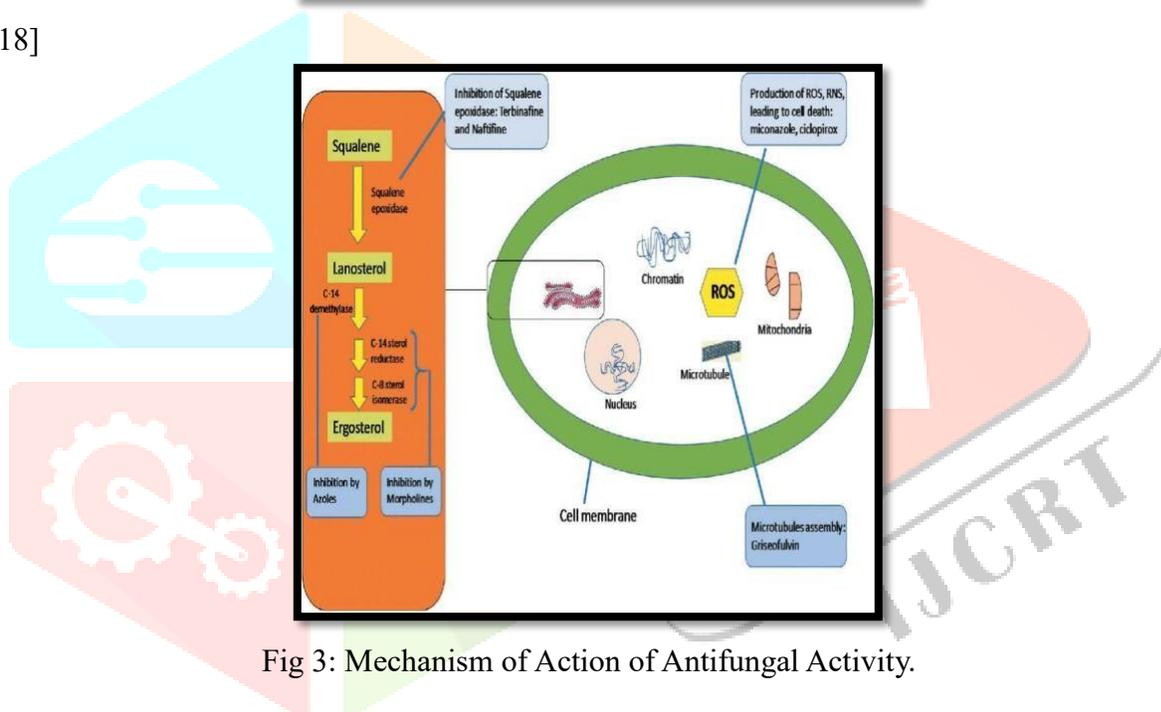 18]
Inhibition of Squalene
epoxidase: Terbinafine
and Naftifine
Production of ROS, RNS,
leading to cell death:
miconazole, ciclopirox
Squalene
Squalene
epoxidase
Lanosterol
C-14
demethylase
C-14 sterol
reductase
C-8 sterol
isomerase
Ergosterol
Inhibition by
Azoles
Inhibition by
Morpholines
Chromatin
ROS
Mitochondria
Microtubule
Nucleus
Cell membrane
Microtubules assembly:
Griseofulvin
IJCRT
Fig 3: Mechanism of Action of Antifungal Activity.